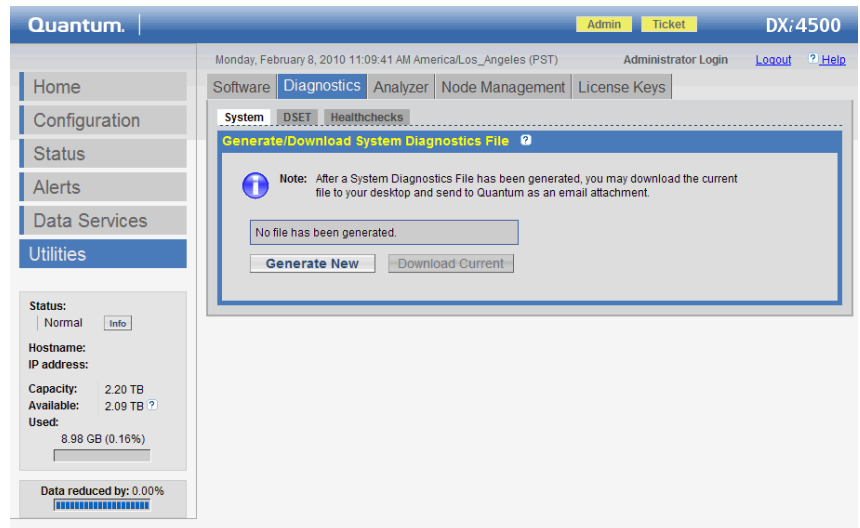 Quantum.
Admin Ticket
DXi4500
Monday, February 8, 2010 11:09:41 AM America/Los_Angeles (PST) Administrator Login Logout ? Help
Home
Configuration
Status
Alerts
Data Services
Utilities
Software Diagnostics Analyzer Node Management License Keys
System DSET Healthchecks
Generate/Download System Diagnostics File ?
Note: After a System Diagnostics File has been generated, you may download the current
file to your desktop and send to Quantum as an email attachment.
No file has been generated.
Generate New Download Current
Status:
Normal Info
Hostname:
IP address:
Capacity: 2.20 TB
Available: 2.09 TB ?
Used:
8.98 GB (0.16%)
Data reduced by: 0.00%